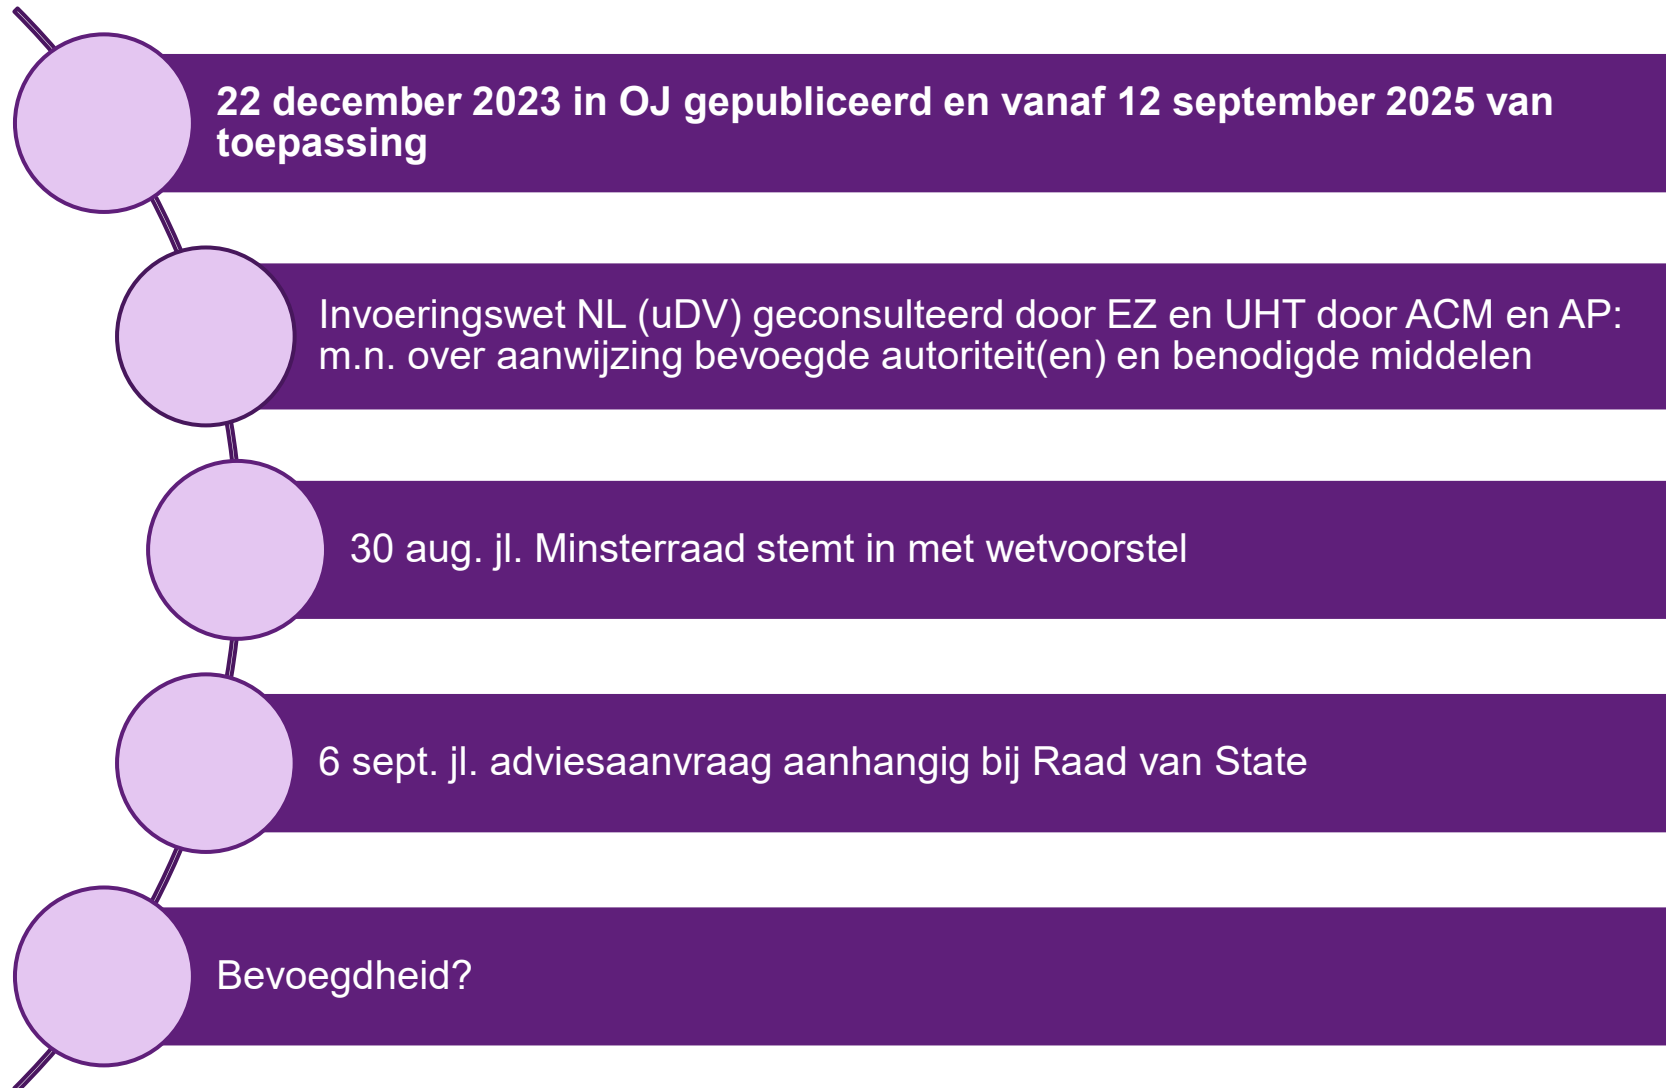 22 december 2023 in OJ gepubliceerd en vanaf 12 september 2025 van
toepassing
Invoeringswet NL (uDV) geconsulteerd door EZ en UHT door ACM en AP:
m.n. over aanwijzing bevoegde autoriteit(en) en benodigde middelen
30 aug. jl. Minsterraad stemt in met wetvoorstel
6 sept. jl. adviesaanvraag aanhangig bij Raad van State
Bevoegdheid?